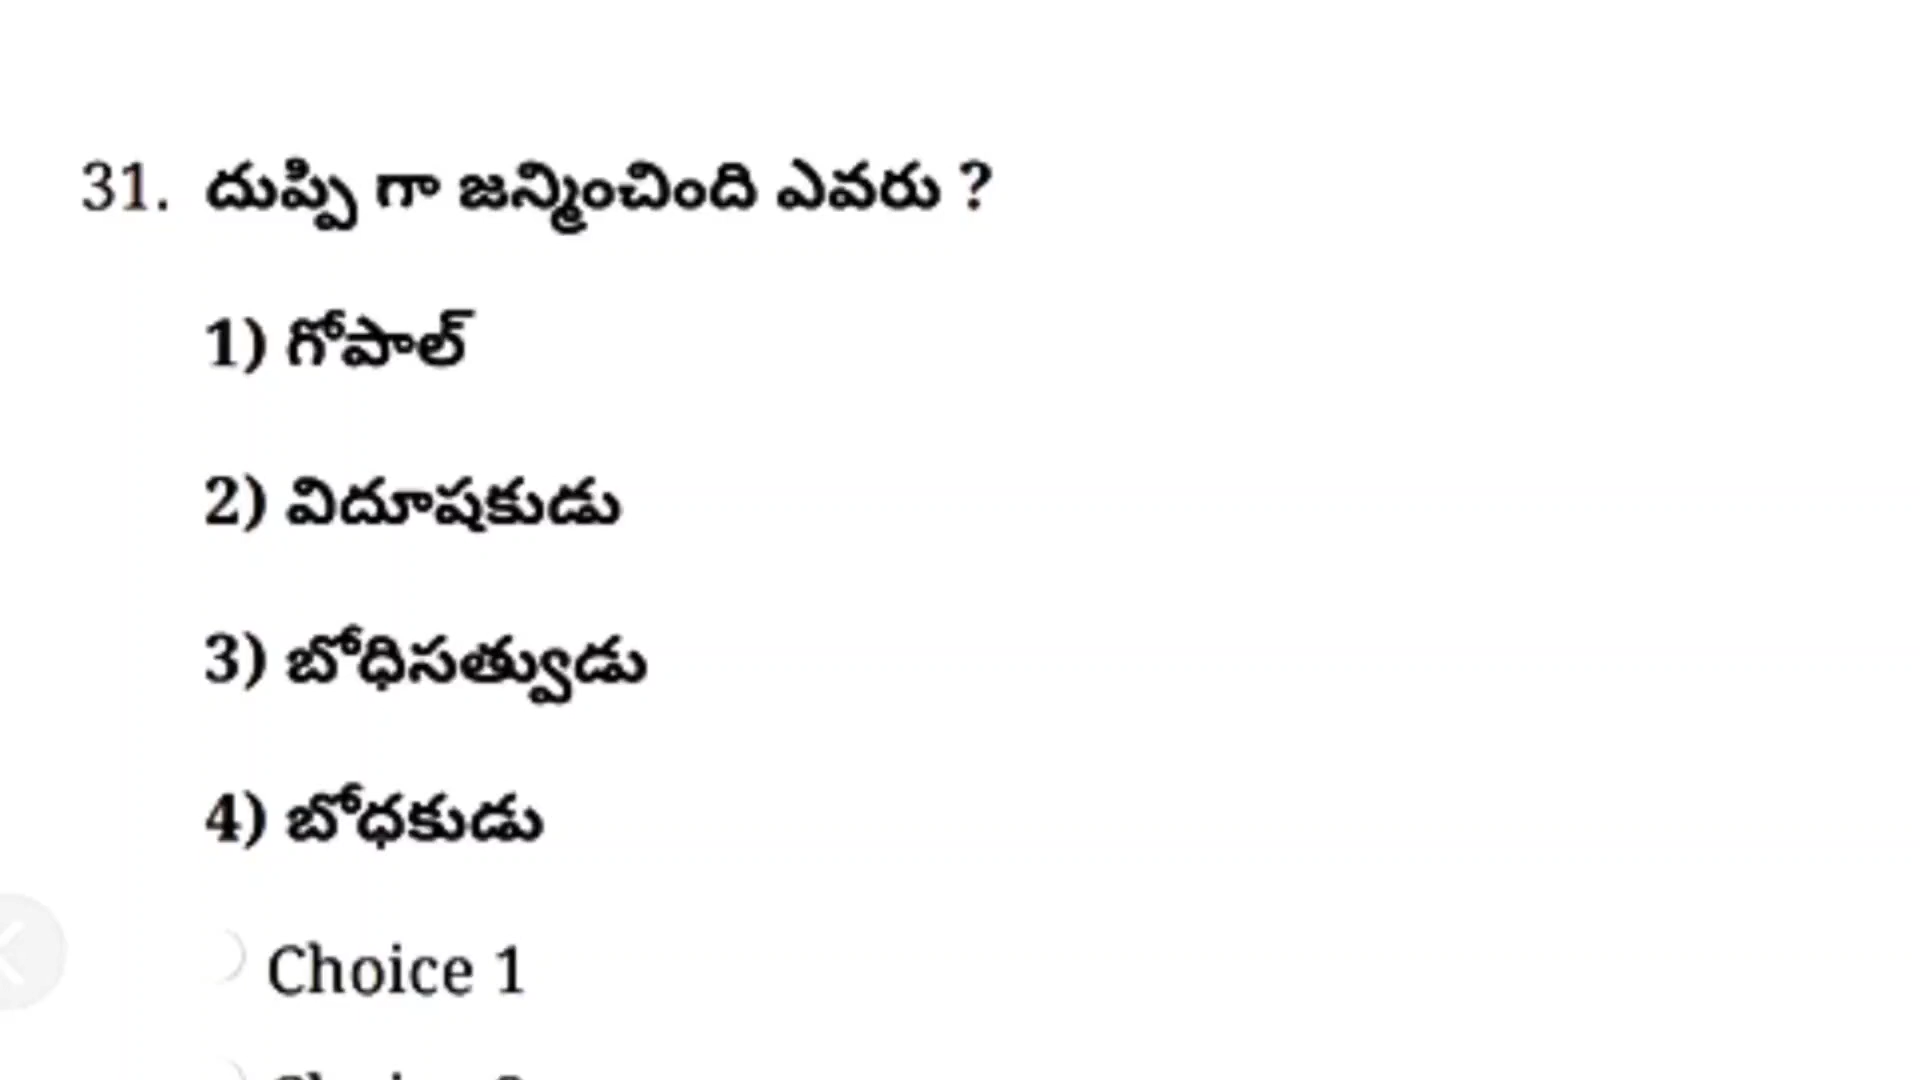 31. దుప్పి గా జన్మించింది ఎవరు ?
1) గోపాల్
2) విదూషకుడు
3) బోధిసత్వుడు
4) బోధకుడు
Choice 1